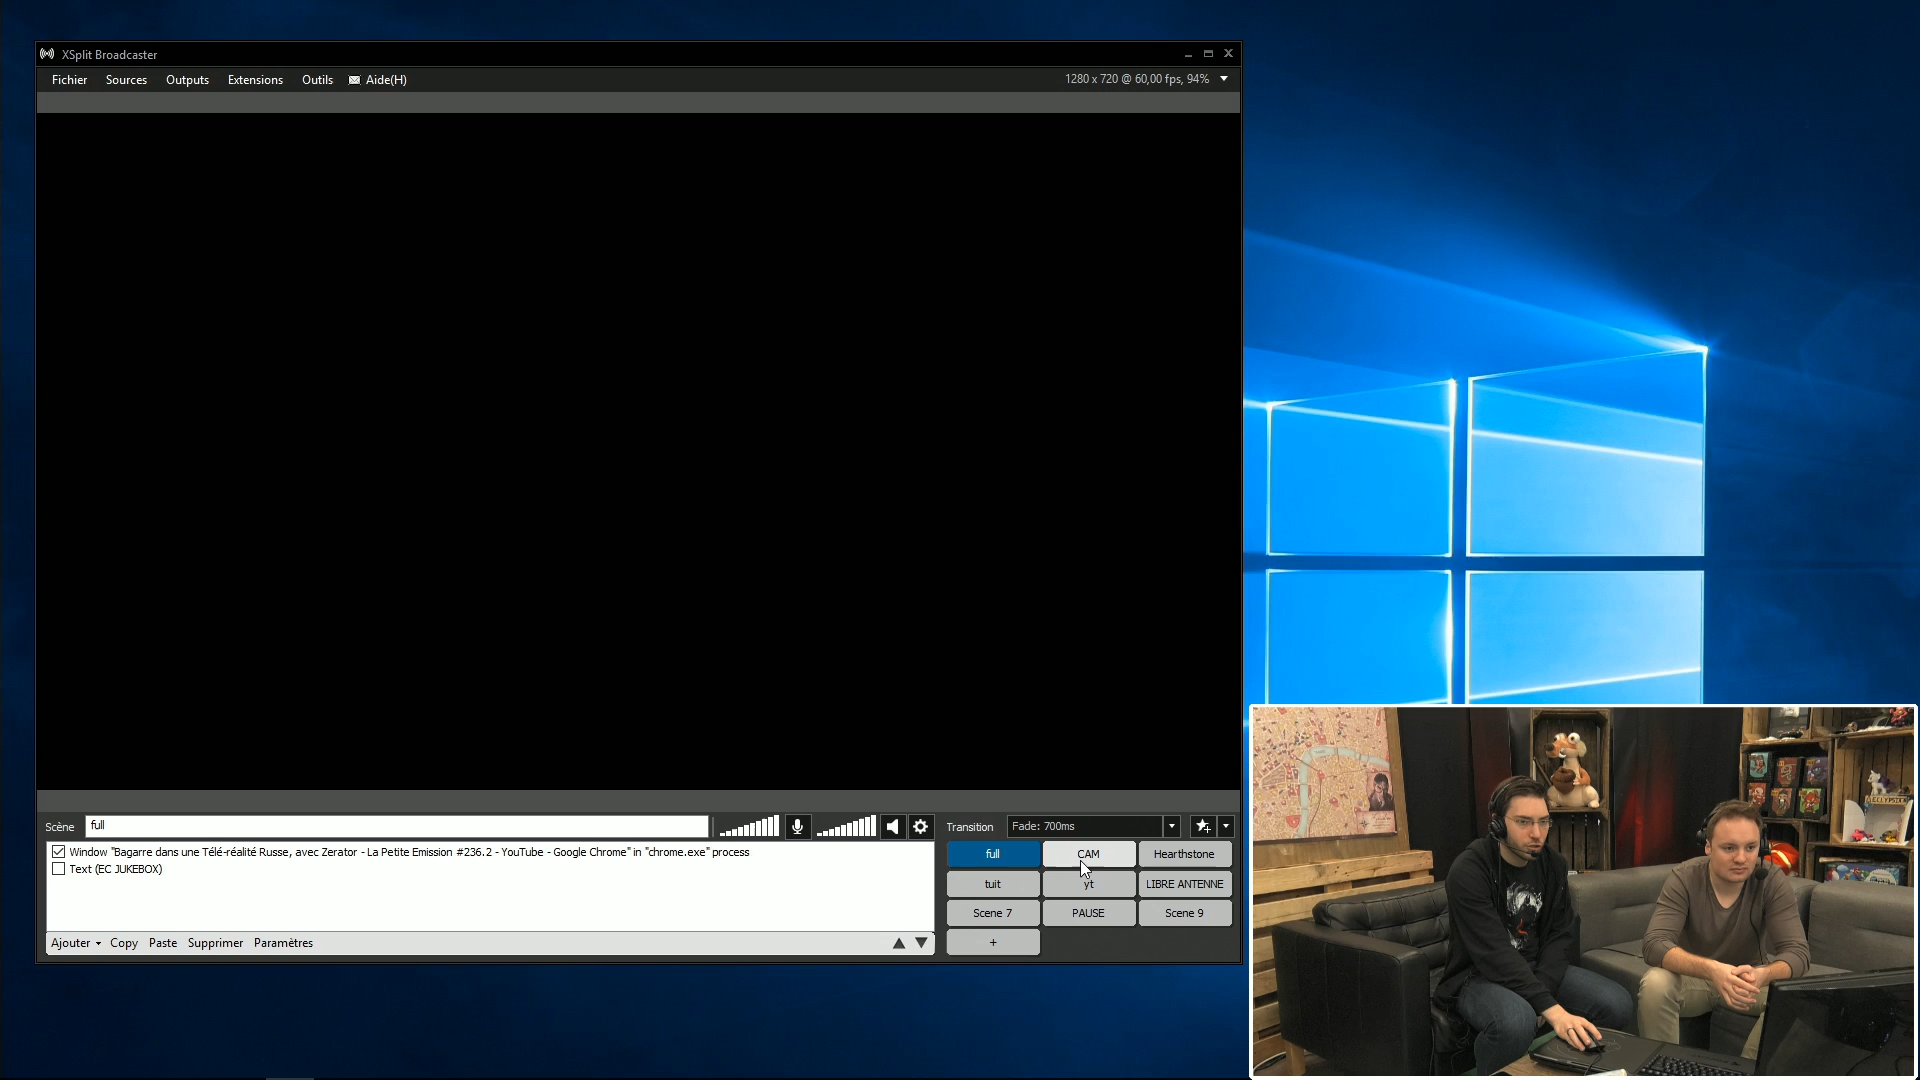 XSplit Broadcaster
Fichier Sources Outputs Extensions Outils Aide(H) 1280 x 720 @ 60,00 fps, 94%
Scène full Transition Fade: 700ms
Window "Bagarre dans une Télé-réalité Russe, avec Zerator - La Petite Emission #236.2 - YouTube - Google Chrome" in "chrome.exe" process
Text (EC JUKEBOX)
full CAM Hearthstone
tuit yt LIBRE ANTENNE
Scene 7 PAUSE Scene 9
Ajouter Copy Paste Supprimer Paramètres +